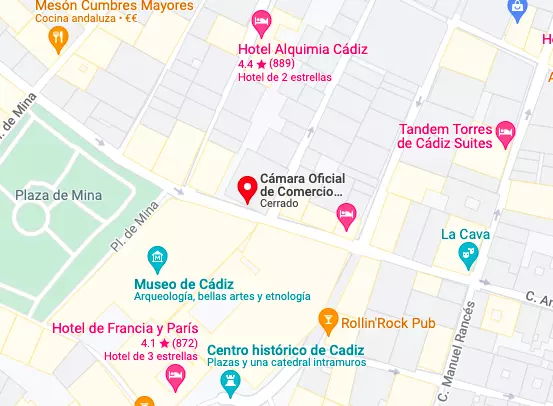 Mesón Cumbres Mayores
Cocina andaluza • €€
Hotel Alquimia Cádiz
4.4 ★ (889)
Hotel de 2 estrellas
Pl. de Mina
Tandem Torres
de Cádiz Suites
Plaza de Mina
Cámara Oficial
de Comercio...
Cerrado
Pl. de Mina
La Cava
Museo de Cádiz
Arqueología, bellas artes y etnología
C. Manuel Rancés
Hotel de Francia y París
4.1 ★ (872)
Hotel de 3 estrellas
Rollin'Rock Pub
Centro histórico de Cadiz
Plazas y una catedral intramuros